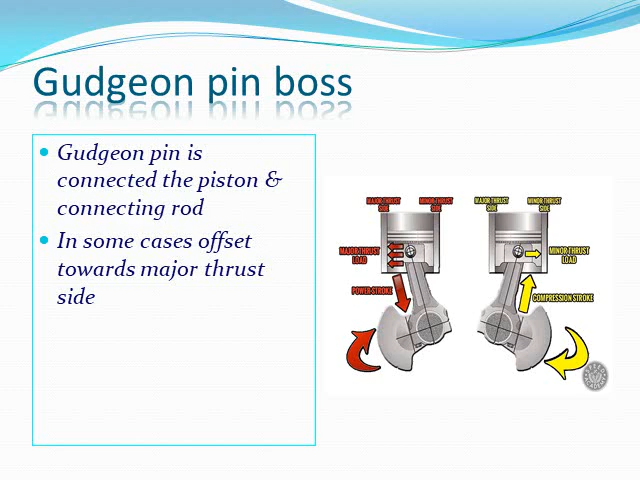 Gudgeon pin boss
Gudgeon pin is
connected the piston &
connecting rod
In some cases offset
towards major thrust
side
MAJOR THRUST
SIDE
MINOR THRUST
SIDE
MAJOR THRUST
SIDE
MINOR THRUST
SIDE
MAJOR THRUST
LOAD
MINOR THRUST
LOAD
POWER STROKE
COMPRESSION STROKE